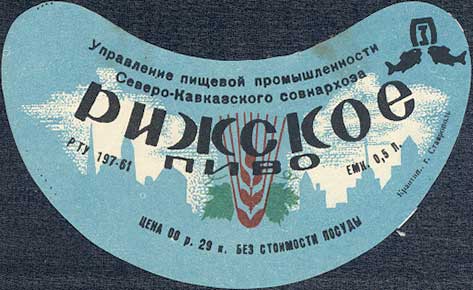 Управление пищевой промышленности
Северо-Кавказского совнархоза
РИЖСКОЕ
ПИВО
РТУ 197-61
ЕМК. 0,5 л.
ЦЕНА 00 р. 29 к. БЕЗ СТОИМОСТИ ПОСУДЫ
г. Ставрополь